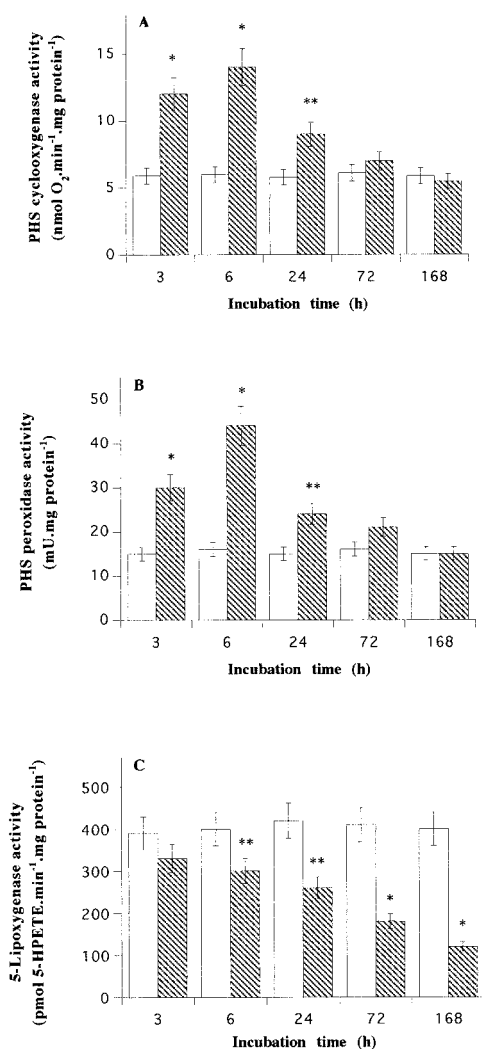 A
PHS cyclooxygenase activity
(nmol O₂.min⁻¹.mg protein⁻¹)
15
10
5
0
*
*
**
3 6 24 72 168
Incubation time (h)
B
PHS peroxidase activity
(mU.mg protein⁻¹)
50
40
30
20
10
0
*
*
**
3 6 24 72 168
Incubation time (h)
C
5-Lipoxygenase activity
(pmol 5-HPETE.min⁻¹.mg protein⁻¹)
500
400
300
200
100
0
**
**
*
*
3 6 24 72 168
Incubation time (h)